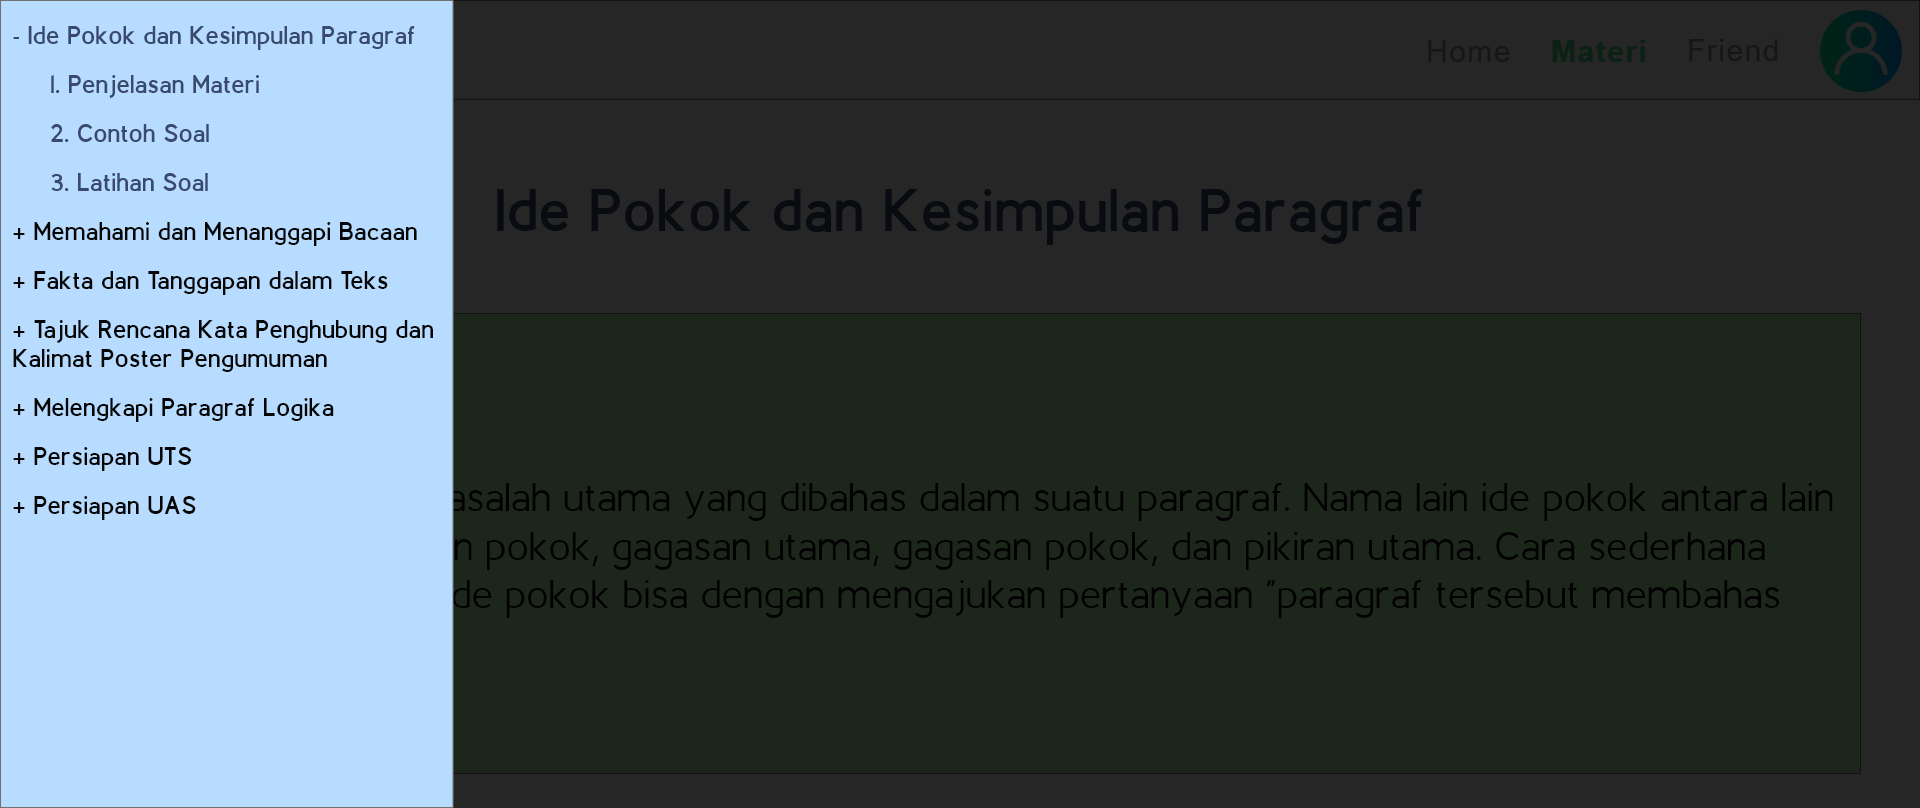 - Ide Pokok dan Kesimpulan Paragraf
1. Penjelasan Materi
2. Contoh Soal
3. Latihan Soal
+ Memahami dan Menanggapi Bacaan
+ Fakta dan Tanggapan dalam Teks
+ Tajuk Rencana Kata Penghubung dan
Kalimat Poster Pengumuman
+ Melengkapi Paragraf Logika
+ Persiapan UTS
+ Persiapan UAS
Home Materi Friend
Ide Pokok dan Kesimpulan Paragraf
asalah utama yang dibahas dalam suatu paragraf. Nama lain ide pokok antara lain
n pokok, gagasan utama, gagasan pokok, dan pikiran utama. Cara sederhana
de pokok bisa dengan mengajukan pertanyaan “paragraf tersebut membahas